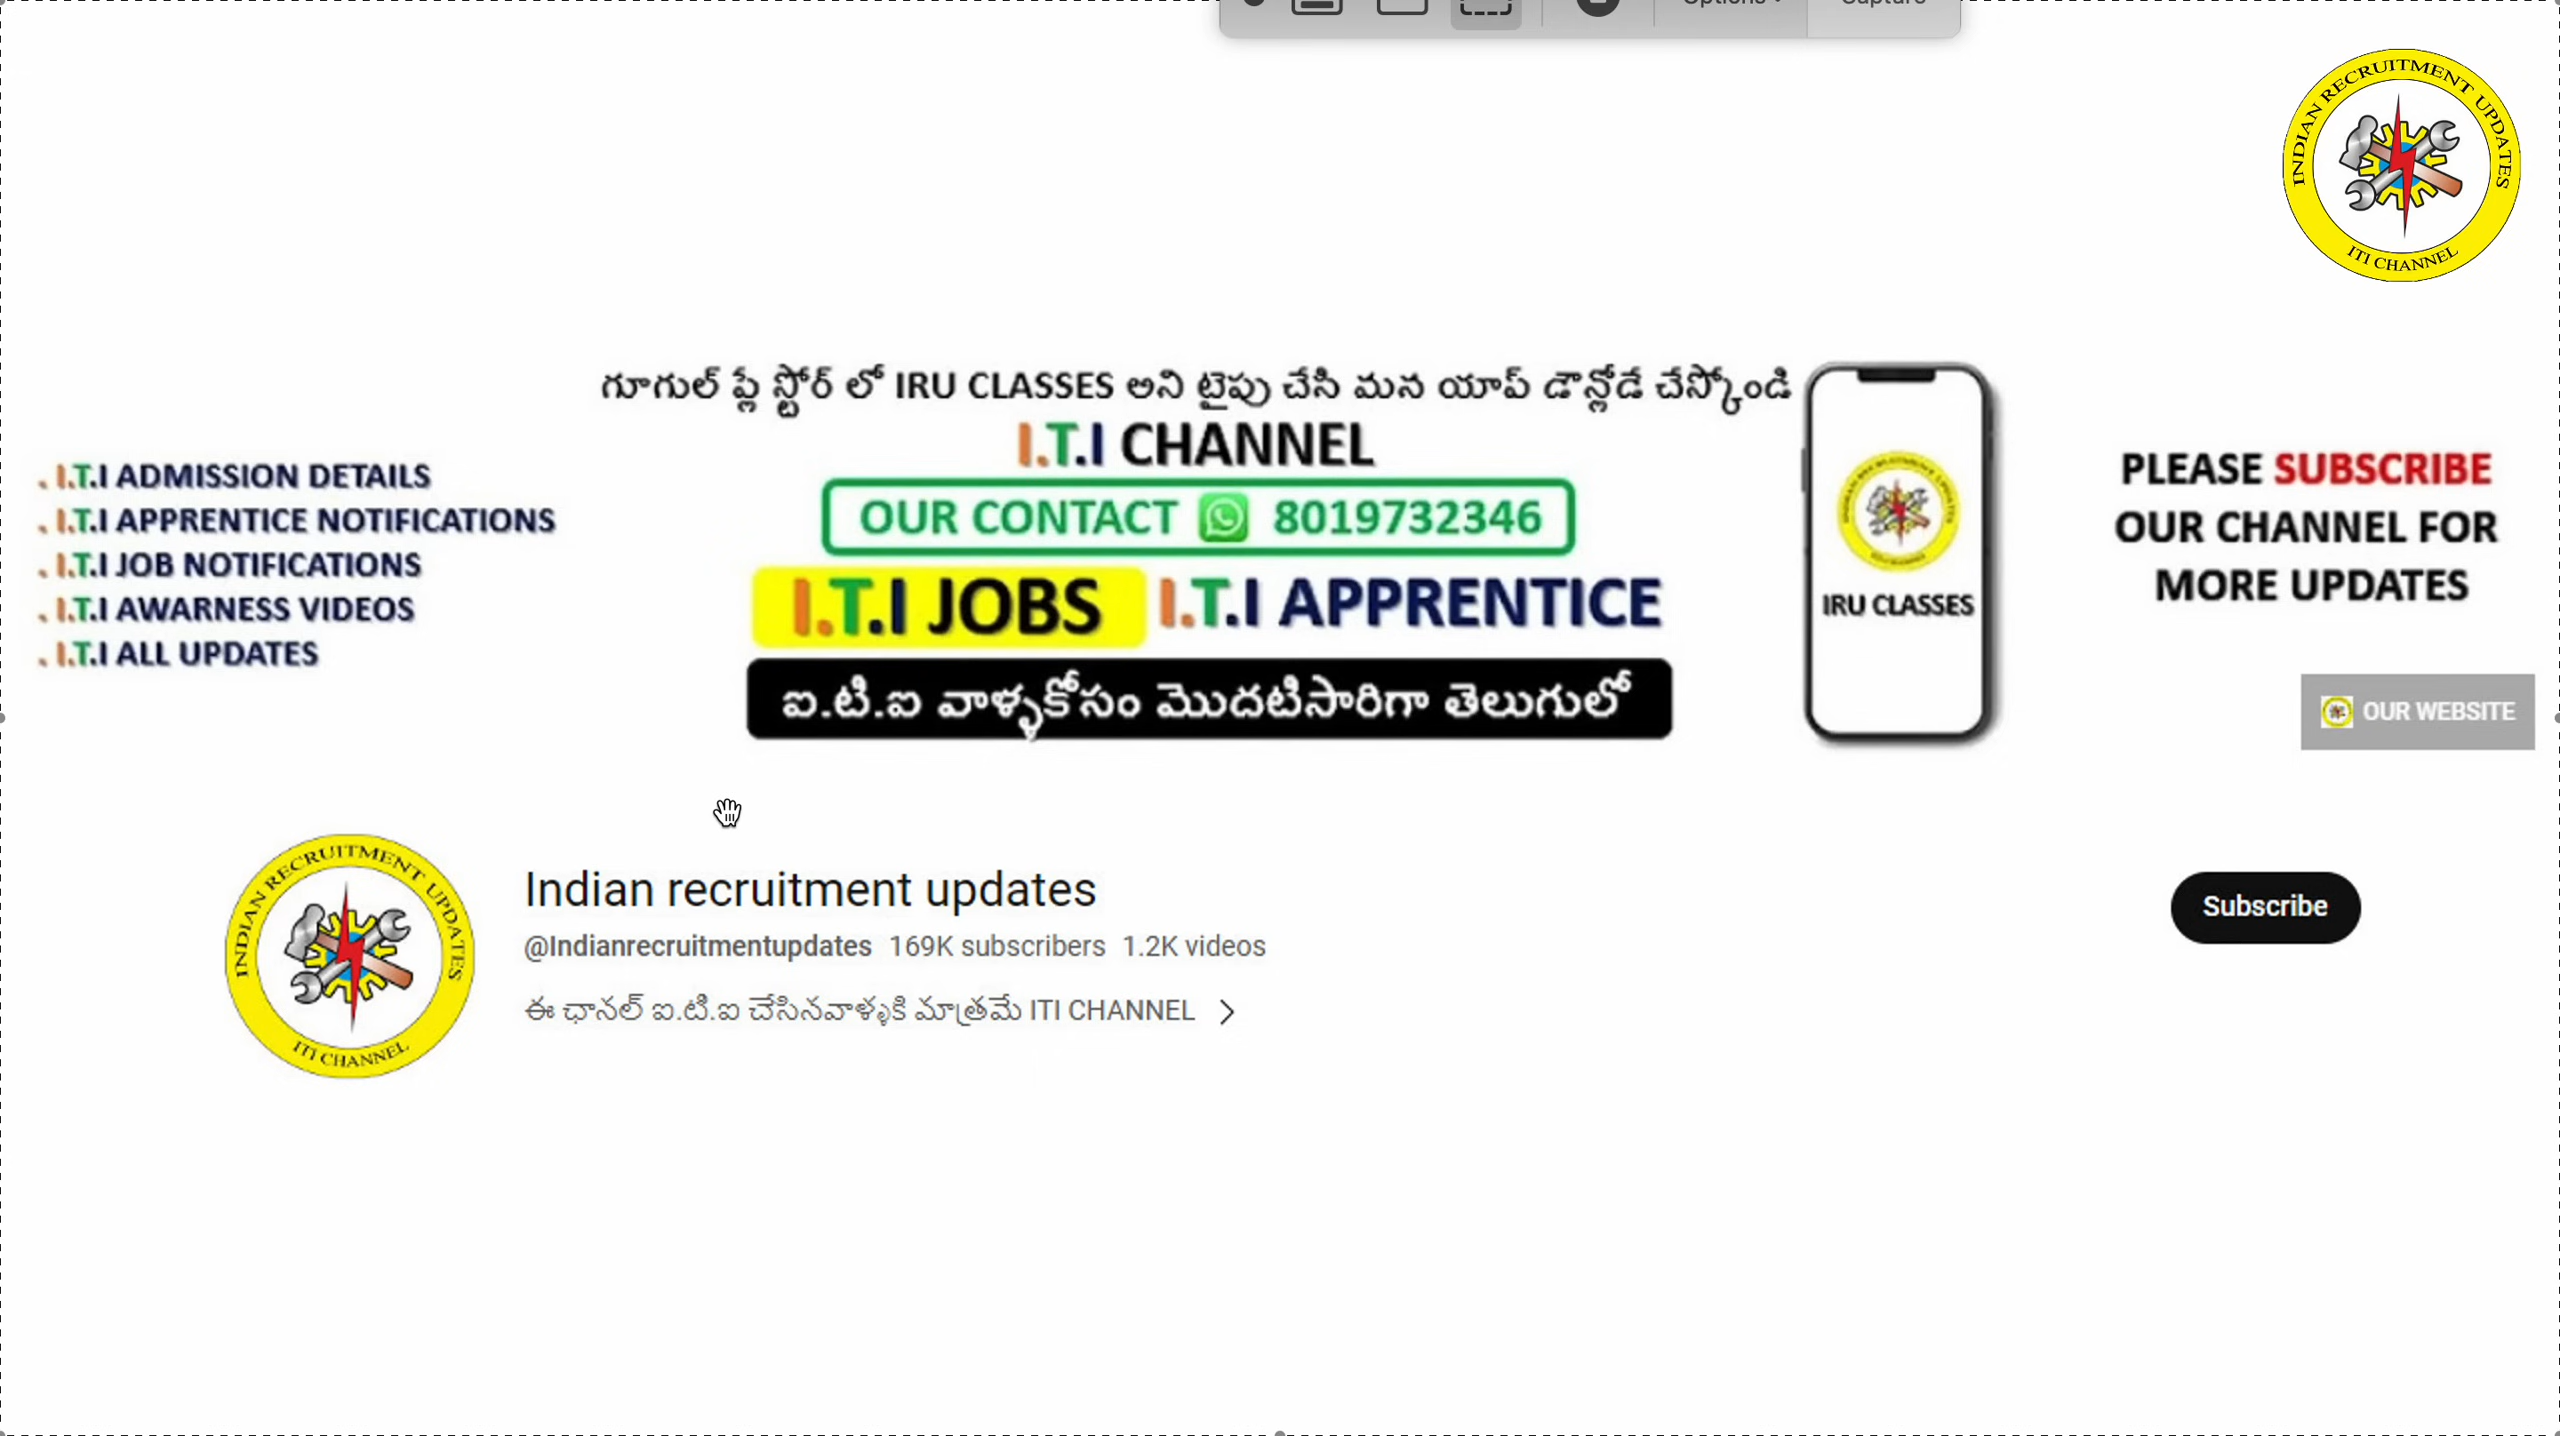 INDIAN RECRUITMENT UPDATES
ITI CHANNEL
గూగుల్ ప్లే స్టోర్ లో IRU CLASSES అని టైపు చేసి మన యాప్ డౌన్లోడే చేస్కోండి
I.T.I CHANNEL
OUR CONTACT 8019732346
I.T.I JOBS I.T.I APPRENTICE
ఐ.టి.ఐ వాళ్ళకోసం మొదటిసారిగా తెలుగులో
. I.T.I ADMISSION DETAILS
. I.T.I APPRENTICE NOTIFICATIONS
. I.T.I JOB NOTIFICATIONS
. I.T.I AWARNESS VIDEOS
. I.T.I ALL UPDATES
IRU CLASSES
PLEASE SUBSCRIBE
OUR CHANNEL FOR
MORE UPDATES
OUR WEBSITE
INDIAN RECRUITMENT UPDATES
ITI CHANNEL
Indian recruitment updates
@Indianrecruitmentupdates 169K subscribers 1.2K videos
ఈ ఛానల్ ఐ.టి.ఐ చేసినవాళ్ళకి మాత్రమే ITI CHANNEL >
Subscribe